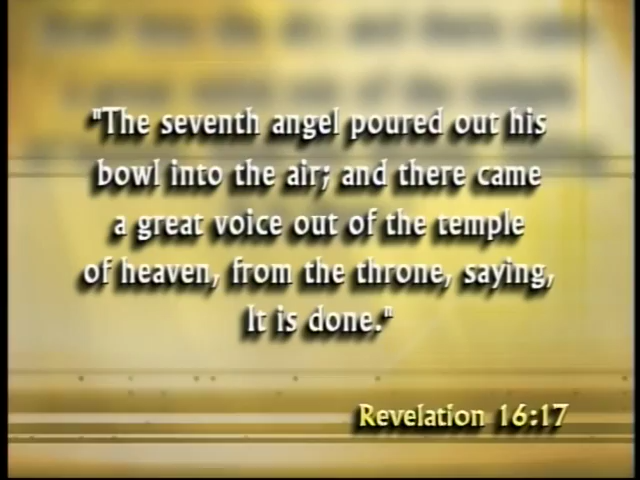 "The seventh angel poured out his
bowl into the air; and there came
a great voice out of the temple
of heaven, from the throne, saying,
It is done."
Revelation 16:17